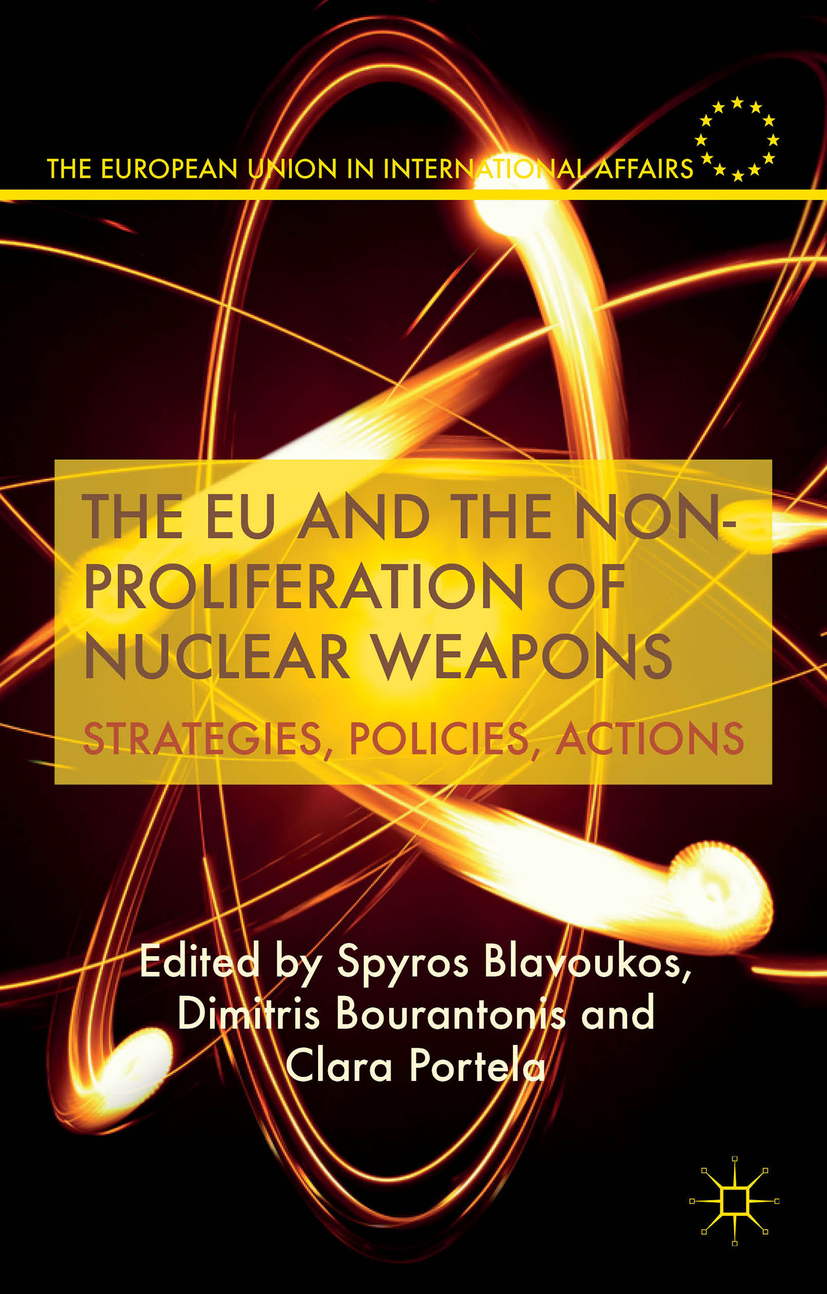 THE EUROPEAN UNION IN INTERNATIONAL AFFAIRS
THE EU AND THE NON-
PROLIFERATION OF
NUCLEAR WEAPONS
STRATEGIES, POLICIES, ACTIONS
Edited by Spyros Blavoukos,
Dimitris Bourantonis and
Clara Portela